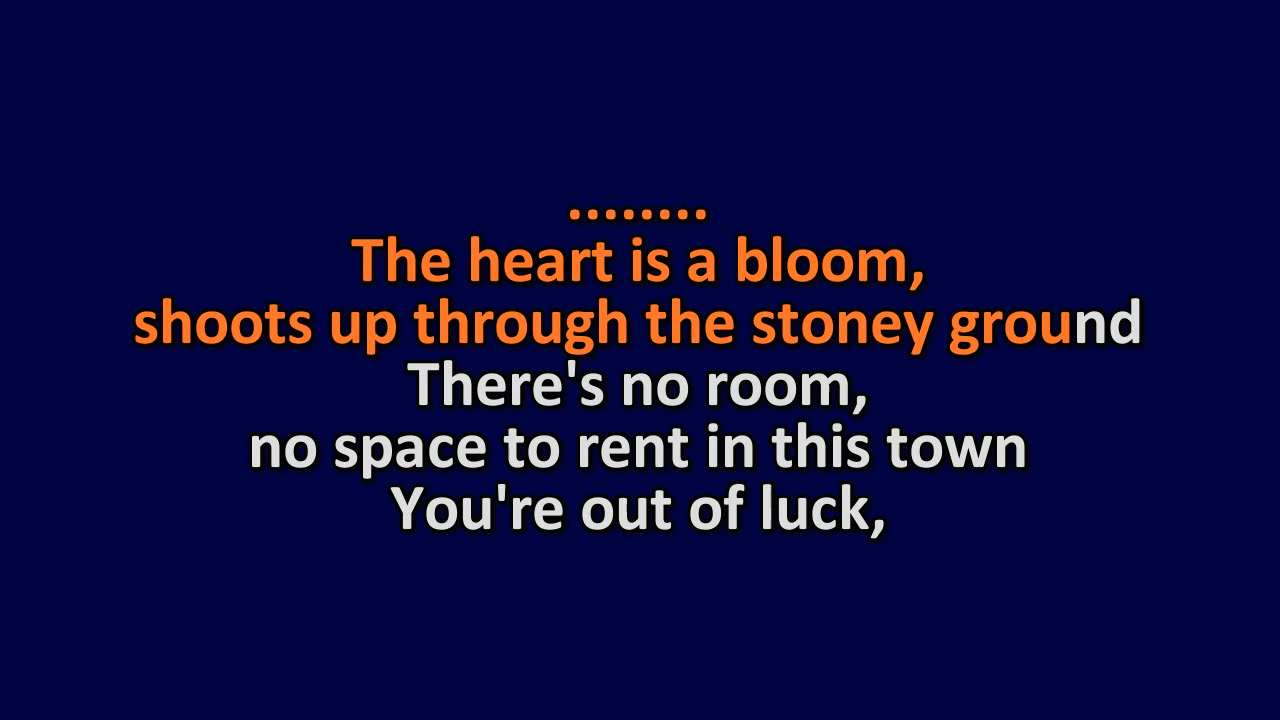 ........
The heart is a bloom,
shoots up through the stoney ground
There's no room,
no space to rent in this town
You're out of luck,